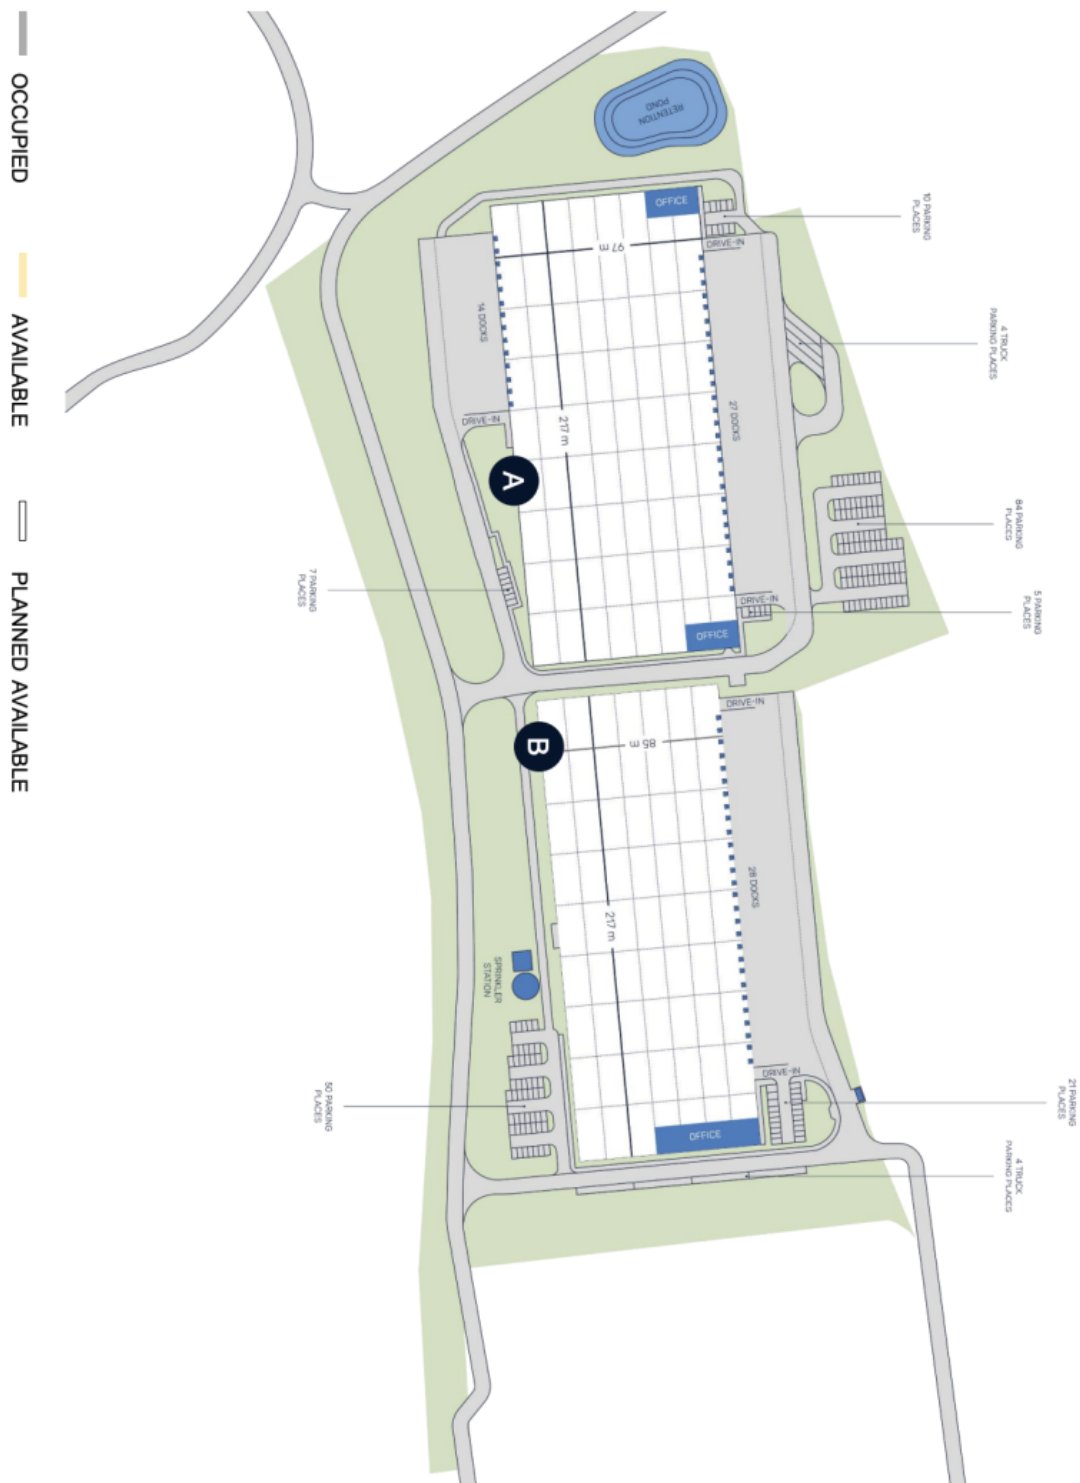 OCCUPIED
AVAILABLE
PLANNED AVAILABLE
RETENTION
POND
OFFICE
10 PARKING
PLACES
DRIVE-IN
97 m
14 DOCKS
4 TRUCK
PARKING PLACES
27 DOCKS
DRIVE-IN
217 m
A
84 PARKING
PLACES
7 PARKING
PLACES
DRIVE-IN
5 PARKING
PLACES
OFFICE
DRIVE-IN
B
85 m
28 DOCKS
217 m
SPRINKLER
STATION
DRIVE-IN
50 PARKING
PLACES
21 PARKING
PLACES
OFFICE
4 TRUCK
PARKING PLACES